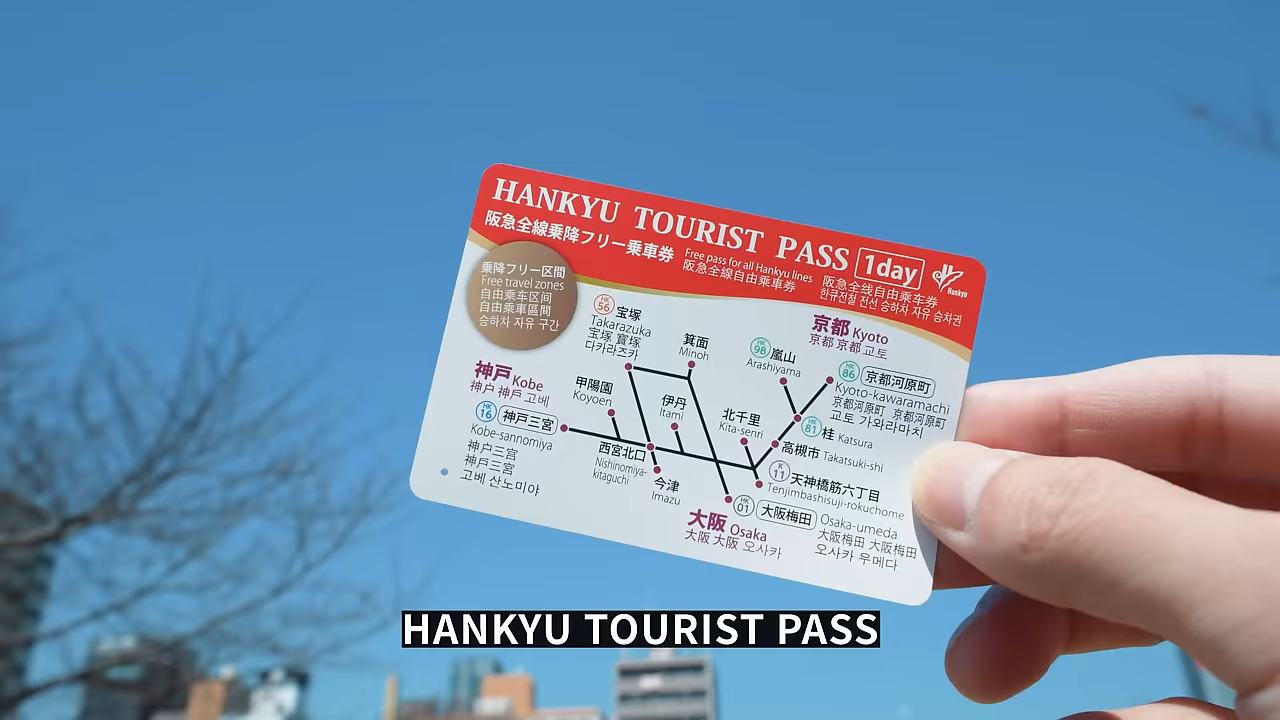 HANKYU TOURIST PASS 1day
阪急全線乗降フリー乗車券
Free pass for all Hankyu lines
阪急全線自由乘車券
阪急全线自由乘车券
한큐전철 전선 승하차 자유 승차권
Hankyu
乗降フリー区間
Free travel zones
自由乘车区间
自由乘車區間
승하차 자유 구간
HK 56 宝塚
Takarazuka
宝塚 寶塚
다카라즈카
箕面
Minoh
HK 98 嵐山
Arashiyama
京都 Kyoto
京都 京都 교토
HK 86 京都河原町
Kyoto-kawaramachi
京都河原町 京都河原町
교토 가와라마치
神戸 Kobe
神户 神戶 고베
HK 16 神戸三宮
Kobe-sannomiya
神户三宫
神戶三宮
고베 산노미야
甲陽園
Koyoen
伊丹
Itami
北千里
Kita-senri
HK 81 桂 Katsura
高槻市 Takatsuki-shi
西宮北口
Nishinomiya-
kitaguchi
今津
Imazu
K 11 天神橋筋六丁目
Tenjimbashisuji-rokuchome
HK 01 大阪梅田 Osaka-umeda
大阪梅田 大阪梅田
오사카 우메다
大阪 Osaka
大阪 大阪 오사카
HANKYU TOURIST PASS